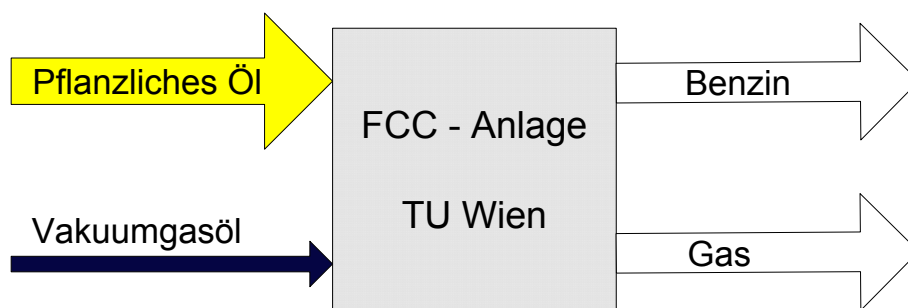 Pflanzliches Öl
Vakuumgasöl
FCC - Anlage
TU Wien
Benzin
Gas